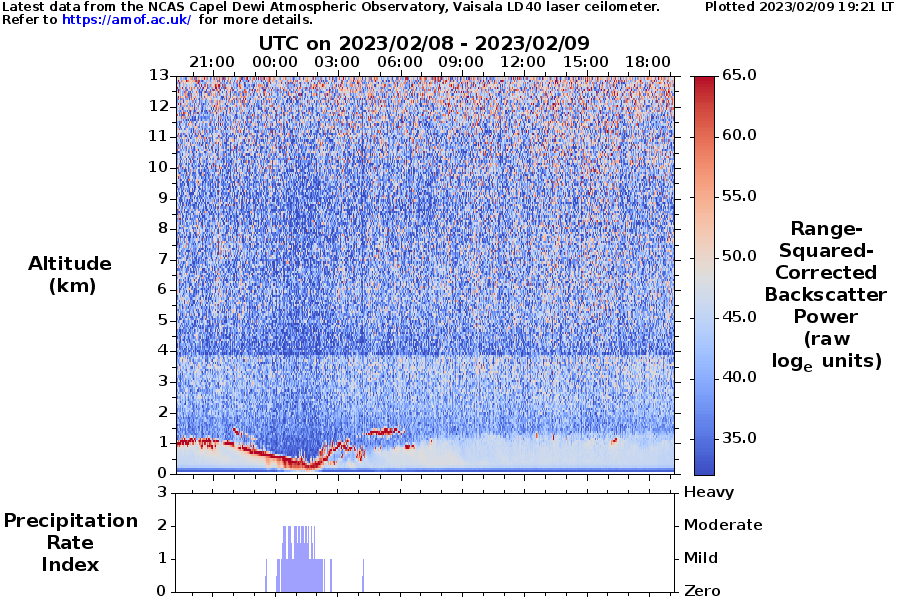 Latest data from the NCAS Capel Dewi Atmospheric Observatory, Vaisala LD40 laser ceilometer.
Plotted 2023/02/09 19:21 LT
Refer to https://amof.ac.uk/ for more details.
UTC on 2023/02/08 - 2023/02/09
21:00 00:00 03:00 06:00 09:00 12:00 15:00 18:00
13
12
11
10
9
8
7
6
5
4
3
2
1
0
Altitude
(km)
65.0
60.0
55.0
50.0
45.0
40.0
35.0
Range-
Squared-
Corrected
Backscatter
Power
(raw
logₑ units)
3
2
1
0
Precipitation
Rate
Index
Heavy
Moderate
Mild
Zero